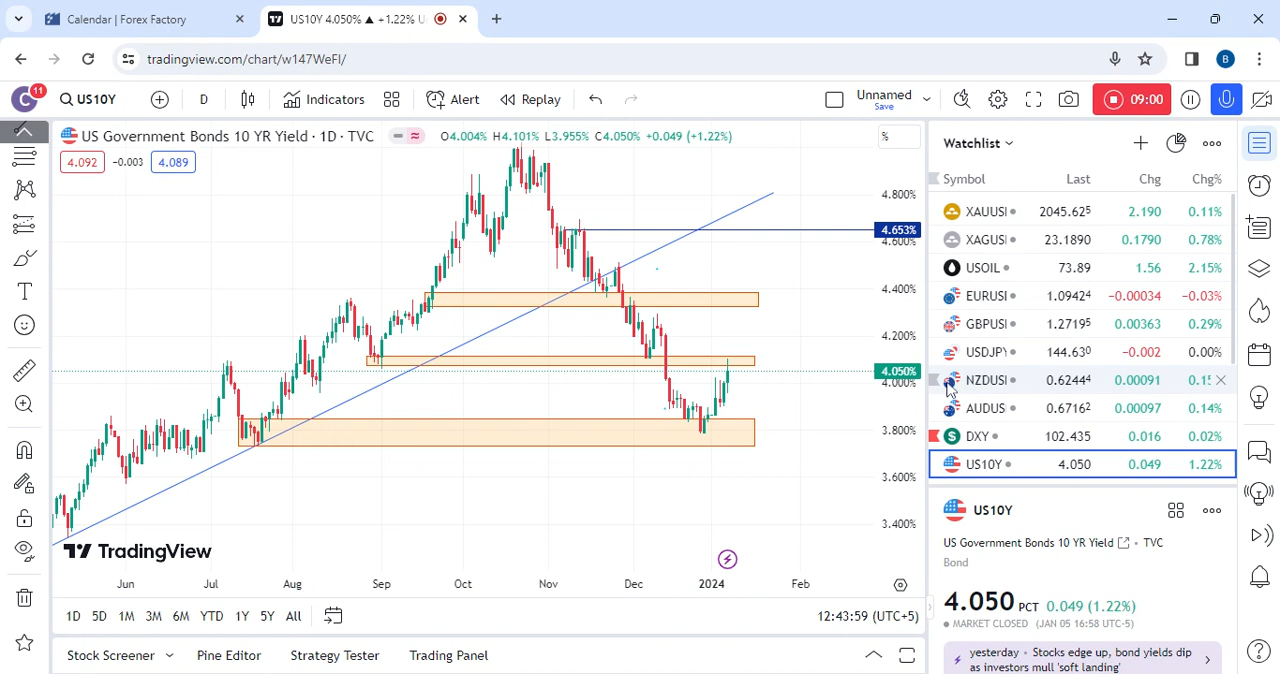 Calendar | Forex Factory
US10Y 4.050% ▲ +1.22% U
tradingview.com/chart/w147WeFI/
B
C 11
US10Y
D
Indicators
Alert
Replay
Unnamed
Save
09:00
US Government Bonds 10 YR Yield · 1D · TVC
O4.004% H4.101% L3.955% C4.050% +0.049 (+1.22%)
4.092 -0.003 4.089
%
4.800%
4.653%
4.600%
4.400%
4.200%
4.050%
4.000%
3.800%
3.600%
3.400%
TradingView
Jun Jul Aug Sep Oct Nov Dec 2024 Feb
1D 5D 1M 3M 6M YTD 1Y 5Y All
12:43:59 (UTC+5)
Stock Screener Pine Editor Strategy Tester Trading Panel
Watchlist
Symbol Last Chg Chg%
XAUUSI 2045.625 2.190 0.11%
XAGUSI 23.1890 0.1790 0.78%
USOIL 73.89 1.56 2.15%
EURUSI 1.09424 −0.00034 −0.03%
GBPUSI 1.27195 0.00363 0.29%
USDJPY 144.630 −0.002 0.00%
NZDUSI 0.62444 0.00091 0.1
AUDUS 0.67162 0.00097 0.14%
DXY 102.435 0.016 0.02%
US10Y 4.050 0.049 1.22%
US10Y
US Government Bonds 10 YR Yield • TVC
Bond
4.050 PCT 0.049 (1.22%)
MARKET CLOSED (JAN 05 16:58 UTC-5)
yesterday • Stocks edge up, bond yields dip
as investors mull 'soft landing'